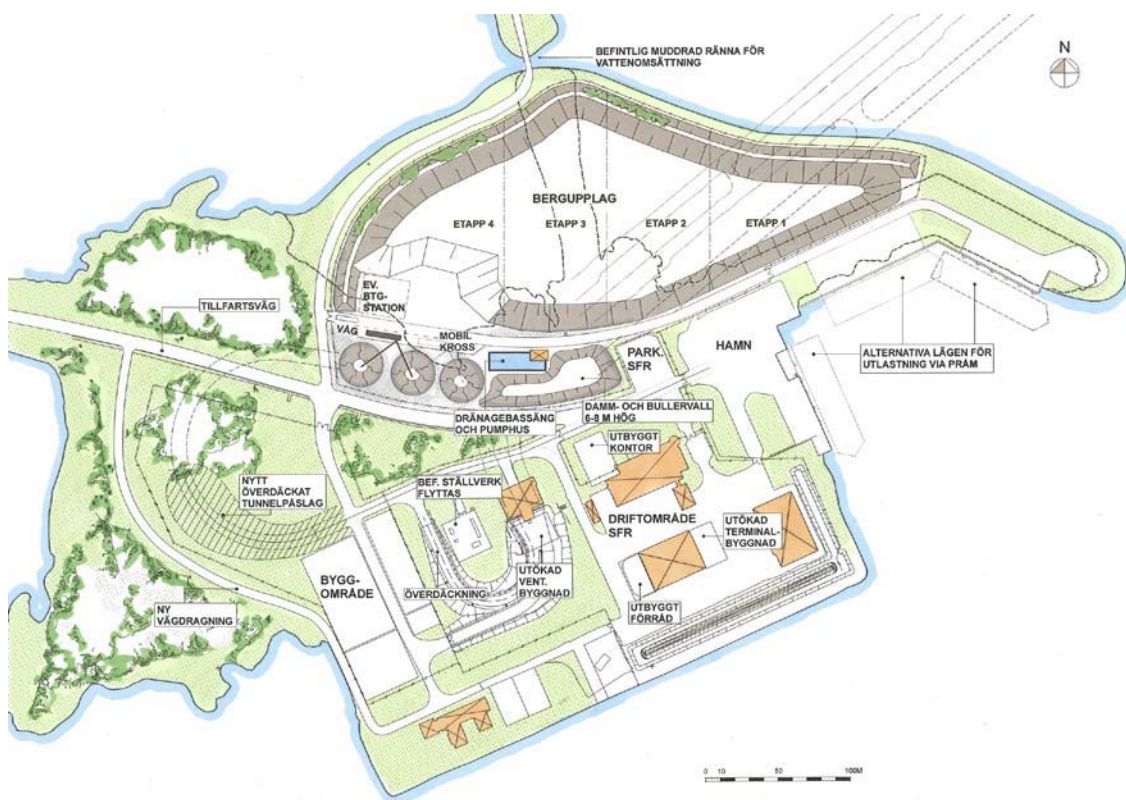 BEFINTLIG MUDDRAD RÄNNA FÖR
VATTENOMSÄTTNING
N
BERGUPPLAG
ETAPP 4
ETAPP 3
ETAPP 2
ETAPP 1
EV.
BTG-
STATION
TILLFARTSVÄG
VÅG
MOBIL
KROSS
PARK.
SFR
HAMN
ALTERNATIVA LÄGEN FÖR
UTLASTNING VIA PRÅM
DRÄNAGEBASSÄNG
OCH PUMPHUS
DAMM- OCH BULLERVALL
6-8 M HÖG
UTBYGGT
KONTOR
NYTT
ÖVERDÄCKAT
TUNNELPÅSLAG
BEF. STÄLLVERK
FLYTTAS
DRIFTOMRÅDE
SFR
UTÖKAD
TERMINAL-
BYGGNAD
BYGG-
OMRÅDE
ÖVERDÄCKNING
UTÖKAD
VENT.
BYGGNAD
UTBYGGT
FÖRRÅD
NY
VÄGDRAGNING
0 10 50 100M